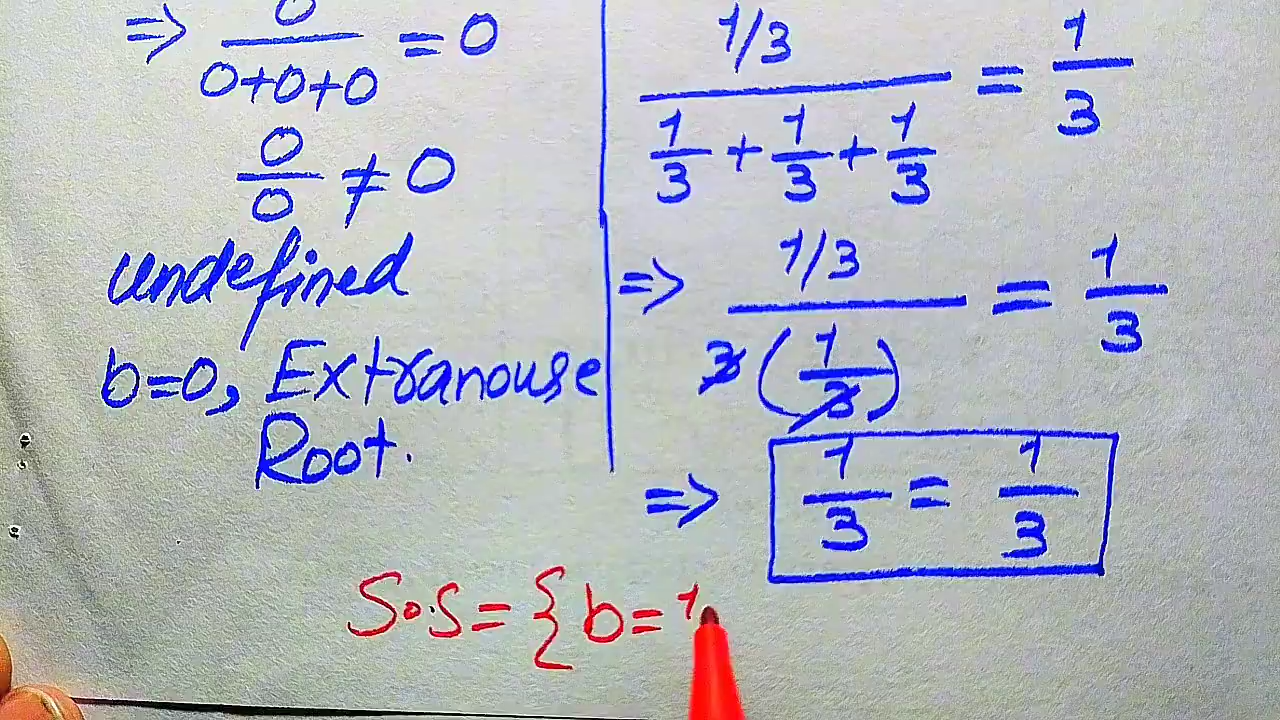 ⇒ 0/(0+0+0) = 0
0/0 ≠ 0
undefined
b=0, Extranouse
Root.
(1/3)/(1/3 + 1/3 + 1/3) = 1/3
⇒ (1/3)/(3(1/3)) = 1/3
⇒ 1/3 = 1/3
S.S = { b = 1